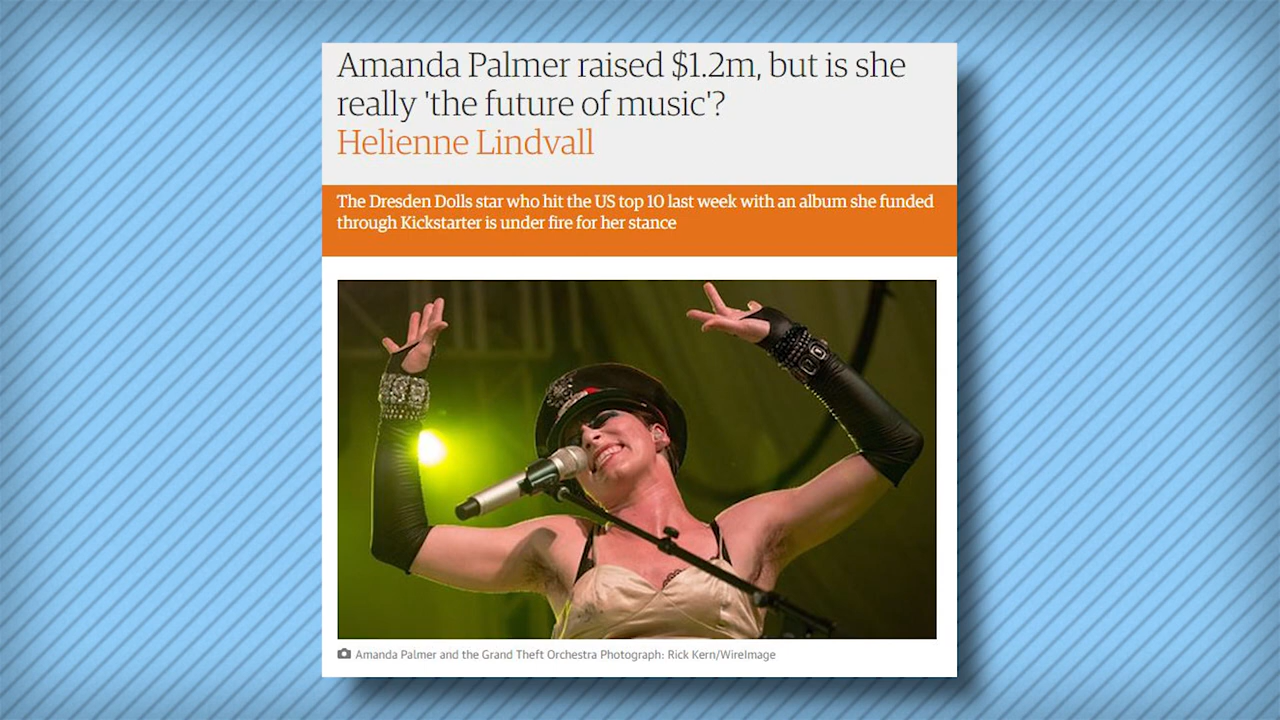 Amanda Palmer raised $1.2m, but is she
really 'the future of music'?
Helienne Lindvall
The Dresden Dolls star who hit the US top 10 last week with an album she funded
through Kickstarter is under fire for her stance
Amanda Palmer and the Grand Theft Orchestra Photograph: Rick Kern/WireImage